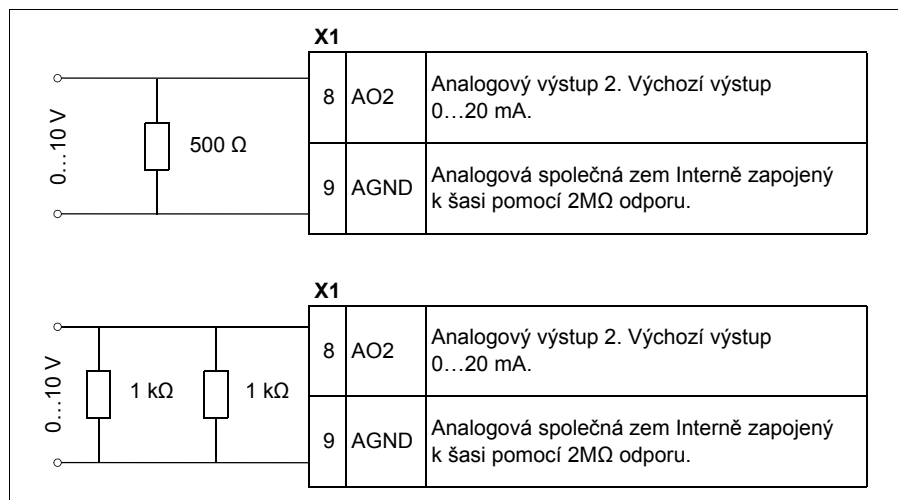 X1
8 AO2 Analogový výstup 2. Výchozí výstup
0…20 mA.
0…10 V
500 Ω
9 AGND Analogová společná zem Interně zapojený
k šasi pomocí 2MΩ odporu.
X1
8 AO2 Analogový výstup 2. Výchozí výstup
0…20 mA.
0…10 V
1 kΩ 1 kΩ
9 AGND Analogová společná zem Interně zapojený
k šasi pomocí 2MΩ odporu.